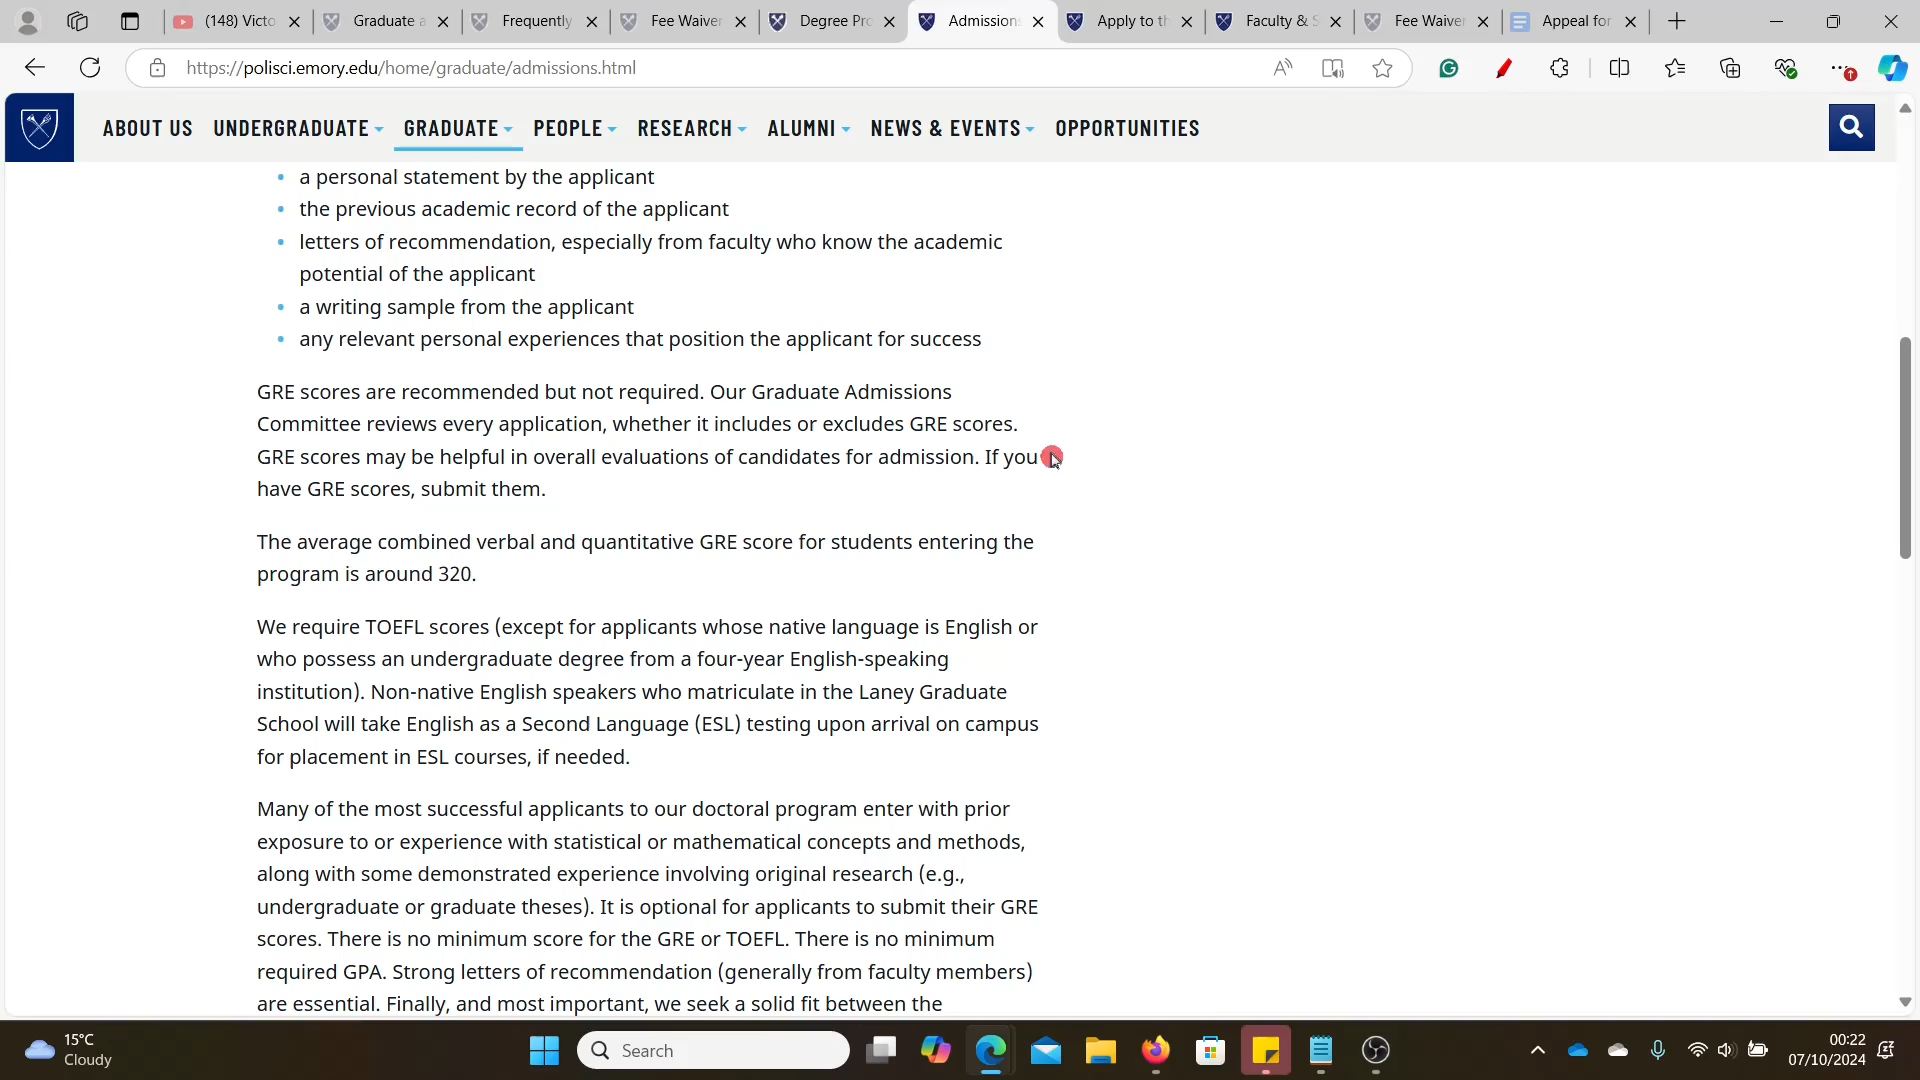 (148) Victo
Graduate a
Frequently
Fee Waiver
Degree Pro
Admission
Apply to th
Faculty & S
Fee Waiver
Appeal for
https://polisci.emory.edu/home/graduate/admissions.html
ABOUT US UNDERGRADUATE GRADUATE PEOPLE RESEARCH ALUMNI NEWS & EVENTS OPPORTUNITIES
• a personal statement by the applicant
• the previous academic record of the applicant
• letters of recommendation, especially from faculty who know the academic
potential of the applicant
• a writing sample from the applicant
• any relevant personal experiences that position the applicant for success
GRE scores are recommended but not required. Our Graduate Admissions
Committee reviews every application, whether it includes or excludes GRE scores.
GRE scores may be helpful in overall evaluations of candidates for admission. If you
have GRE scores, submit them.
The average combined verbal and quantitative GRE score for students entering the
program is around 320.
We require TOEFL scores (except for applicants whose native language is English or
who possess an undergraduate degree from a four-year English-speaking
institution). Non-native English speakers who matriculate in the Laney Graduate
School will take English as a Second Language (ESL) testing upon arrival on campus
for placement in ESL courses, if needed.
Many of the most successful applicants to our doctoral program enter with prior
exposure to or experience with statistical or mathematical concepts and methods,
along with some demonstrated experience involving original research (e.g.,
undergraduate or graduate theses). It is optional for applicants to submit their GRE
scores. There is no minimum score for the GRE or TOEFL. There is no minimum
required GPA. Strong letters of recommendation (generally from faculty members)
are essential. Finally, and most important, we seek a solid fit between the
15°C
Cloudy
Search
00:22
07/10/2024